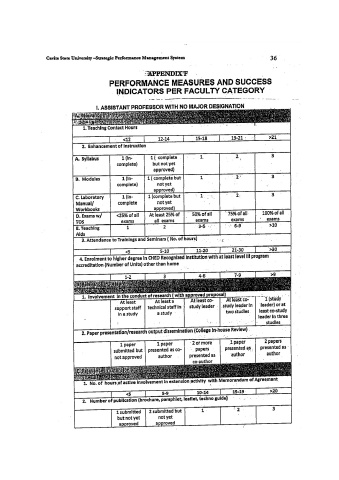 Cavite State University –Strategic Performance Management System 36
APPENDIX F
PERFORMANCE MEASURES AND SUCCESS
INDICATORS PER FACULTY CATEGORY
I. ASSISTANT PROFESSOR WITH NO MAJOR DESIGNATION
1. Teaching Contact Hours
<12 12-14 15-18 19-21 >21
2. Enhancement of Instruction
A. Syllabus 1 (In- complete) 1 ( complete but not yet approved) 1 2 3
B. Modules 1 (In- complete) 1 ( complete but not yet approved) 1 2 3
C. Laboratory Manual/ Workbooks 1 (In- complete 1 (complete but not yet approved) 1 2 3
D. Exams w/ TOS <25% of all exams At least 25% of all exams 50% of all exams 75% of all exams 100% of all exams
E. Teaching Aids 1 2 3-5 6-9 >10
3. Attendance to Trainings and Seminars ( No. of hours)
<5 5-10 11-20 21-30 >30
4. Enrolment to higher degree in CHED Recognized Institution with at least level III program
accreditation (Number of Units) other than home
1-2 3 4-6 7-9 >9
1. Involvement in the conduct of research ( with approved proposal)
At least support staff in a study At least a technical staff in a study At least co-author At least co-study leader in two studies 1 (study leader) or at least co-study leader in three studies
2. Paper presentation/research output dissemination (College In-house Review)
1 paper submitted but not approved 1 paper presented as co-author 2 or more papers presented as co-author 1 paper presented as author 2 papers presented as author
1. No. of hours of active involvement in extension activity with Memorandum of Agreement
<5 5-9 10-14 15-19 >20
2. Number of publication (brochure, pamphlet, leaflet, techno guide)
1 submitted but not yet approved 2 submitted but not yet approved 1 2 3